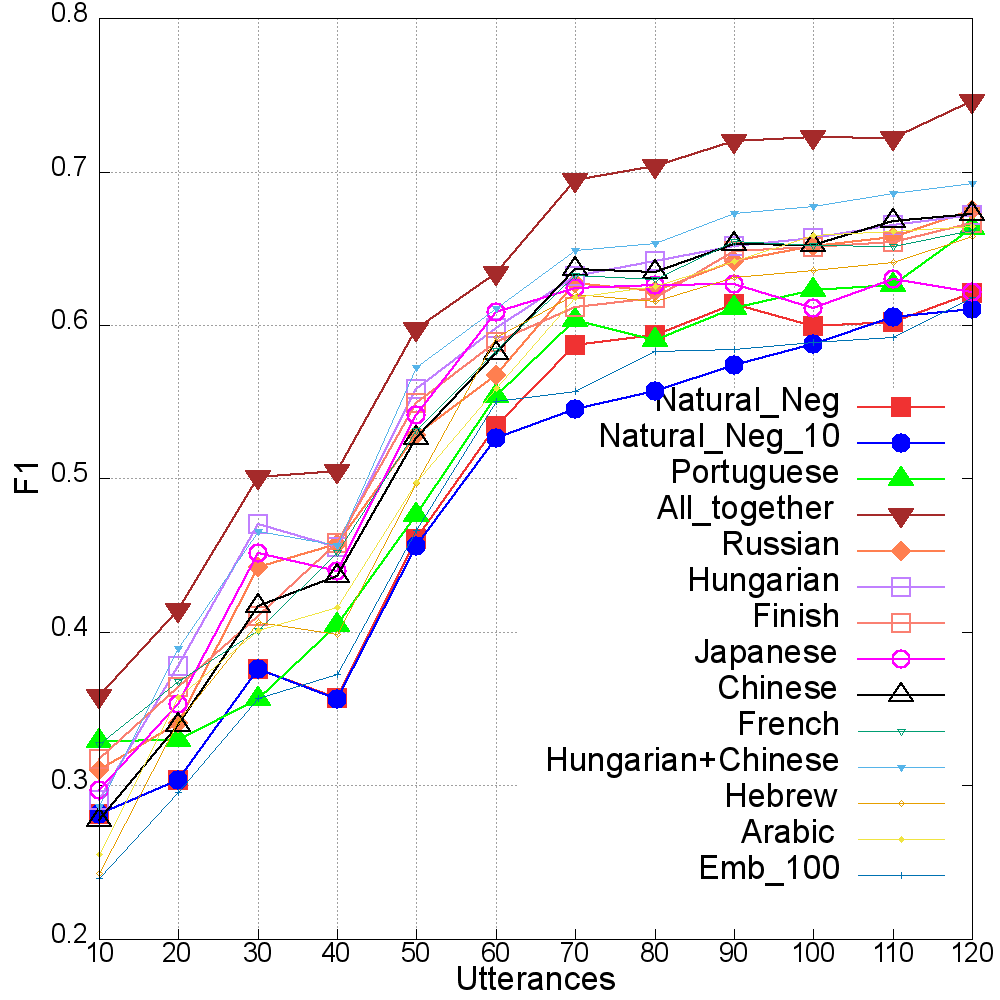 0.8
0.7
0.6
0.5
0.4
0.3
0.2
F1
Natural_Neg
Natural_Neg_10
Portuguese
All_together
Russian
Hungarian
Finish
Japanese
Chinese
French
Hungarian+Chinese
Hebrew
Arabic
Emb_100
10 20 30 40 50 60 70 80 90 100 110 120
Utterances